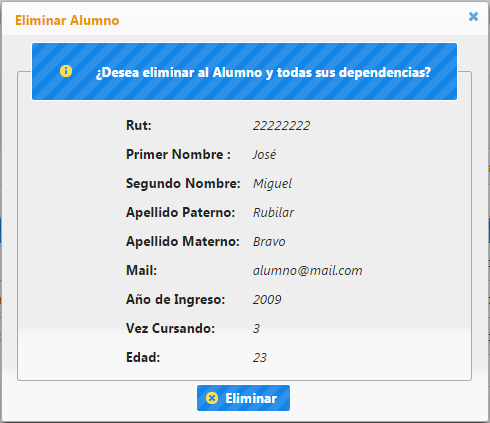 Eliminar Alumno
¿Desea eliminar al Alumno y todas sus dependencias?
Rut: 22222222
Primer Nombre : José
Segundo Nombre: Miguel
Apellido Paterno: Rubilar
Apellido Materno: Bravo
Mail: alumno@mail.com
Año de Ingreso: 2009
Vez Cursando: 3
Edad: 23
Eliminar